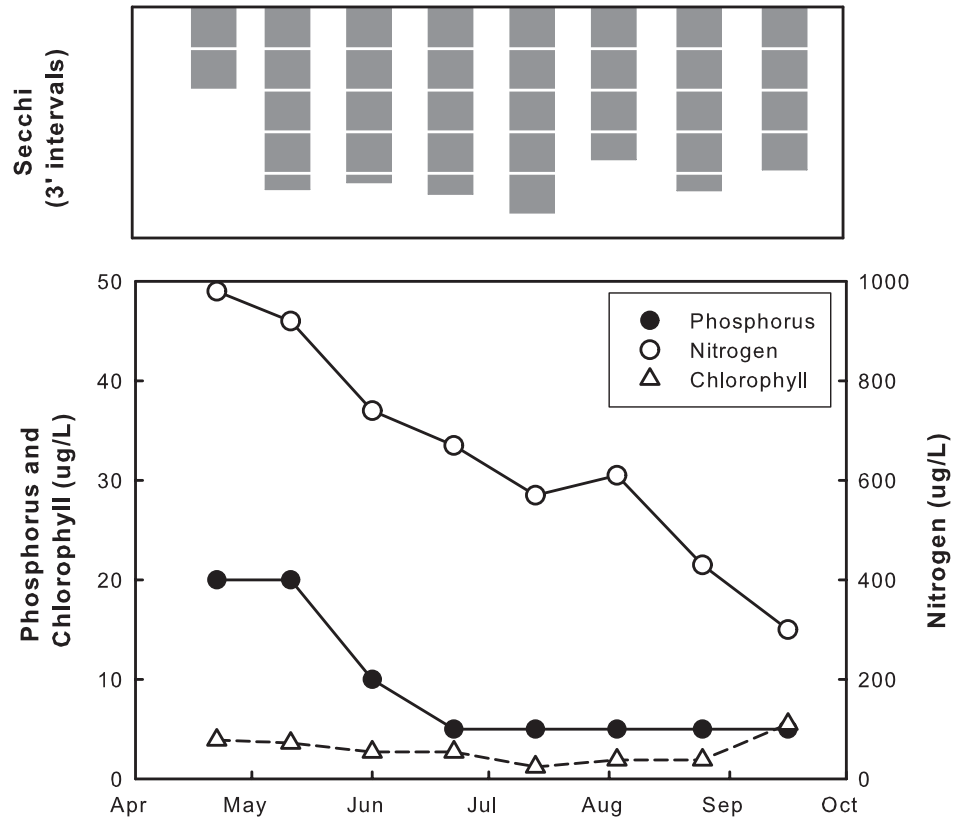 Secchi
(3' intervals)
50
40
30
20
10
0
Phosphorus and
Chlorophyll (ug/L)
Phosphorus
Nitrogen
Chlorophyll
1000
800
600
400
200
0
Nitrogen (ug/L)
Apr May Jun Jul Aug Sep Oct